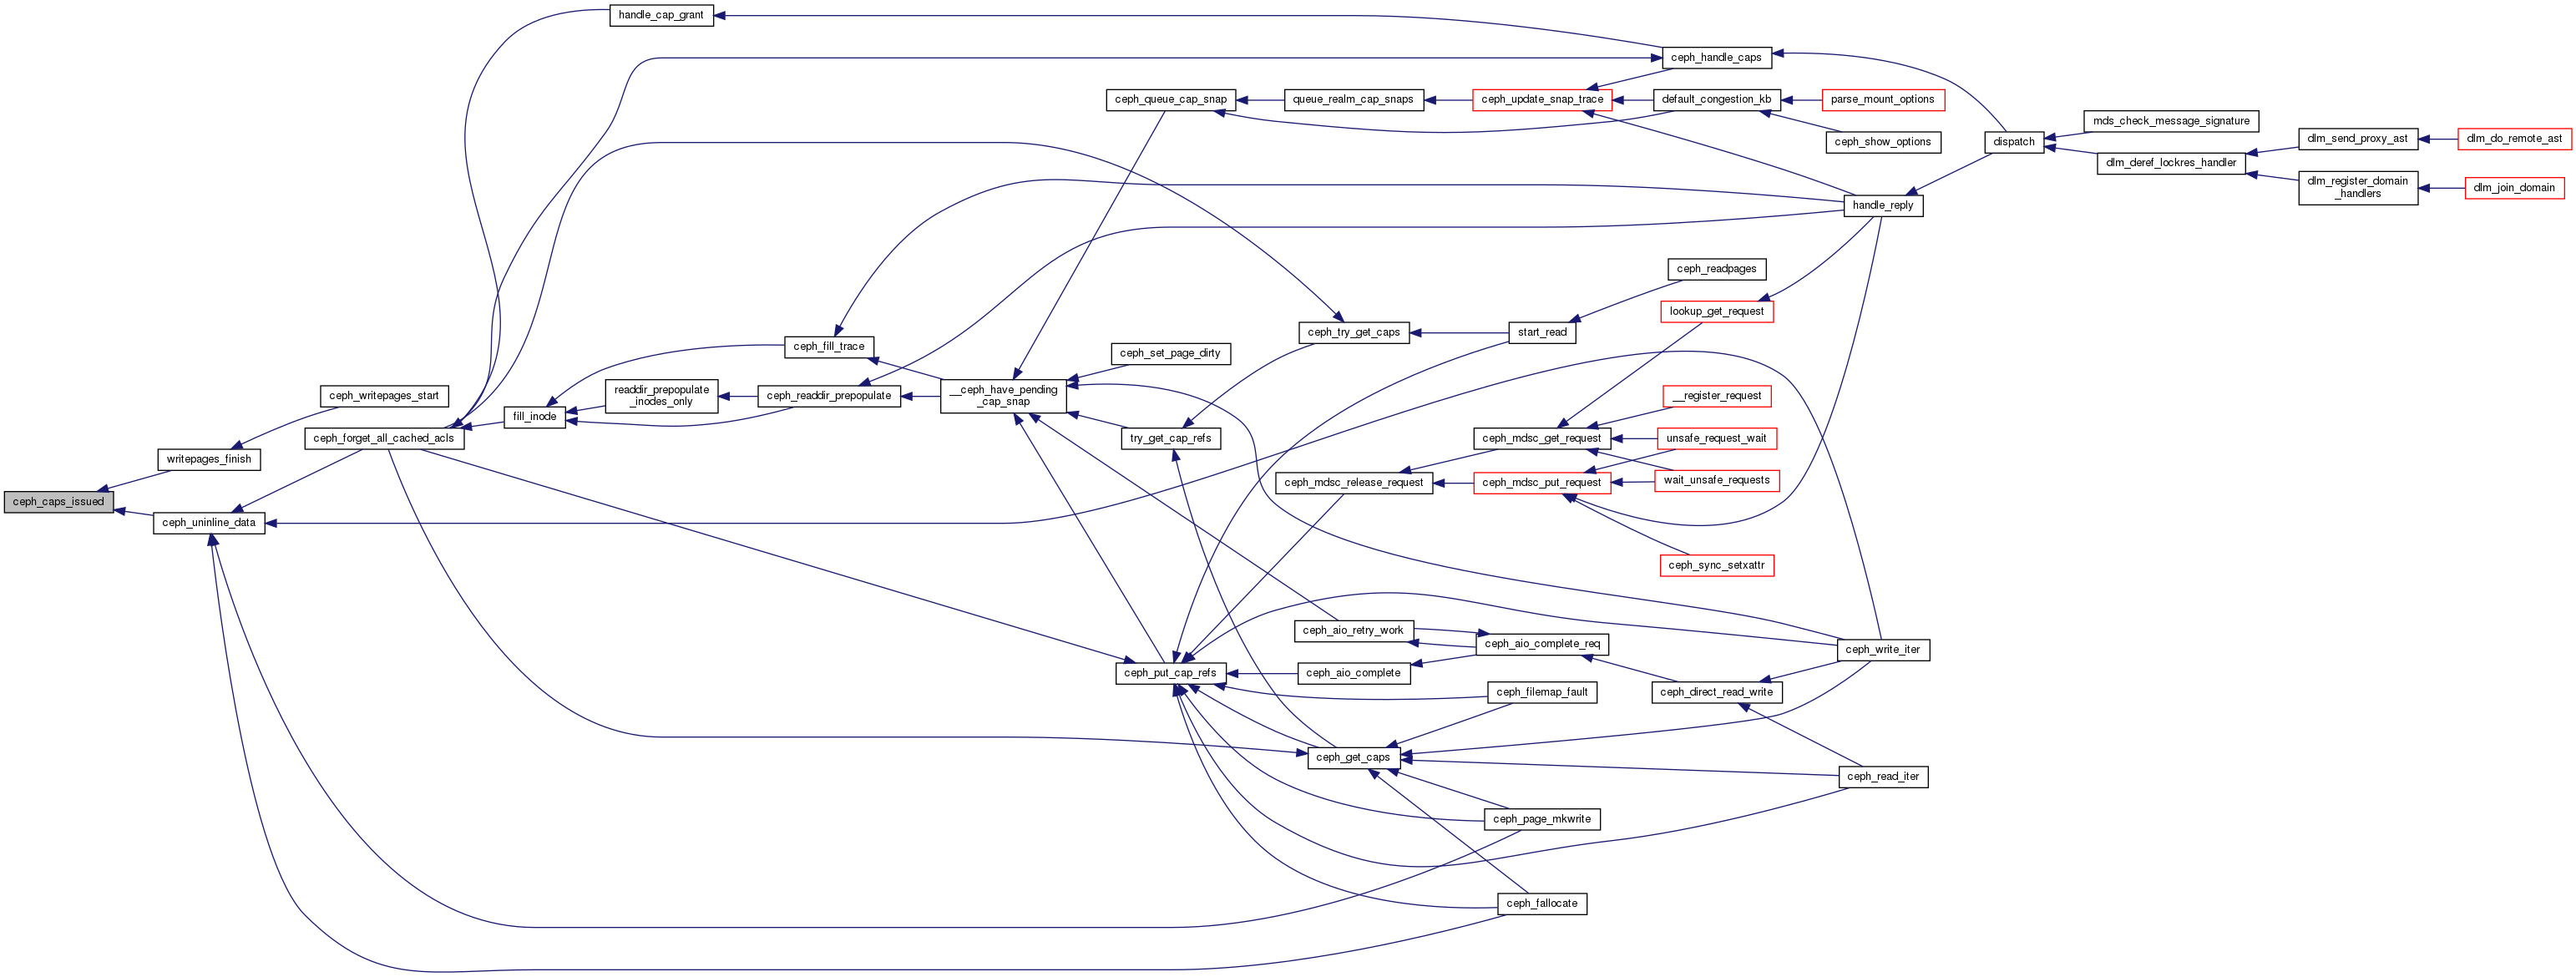 handle_cap_grant
ceph_handle_caps
ceph_queue_cap_snap
queue_realm_cap_snaps
ceph_update_snap_trace
default_congestion_kb
parse_mount_options
ceph_show_options
mds_check_message_signature
dispatch
dlm_deref_lockres_handler
dlm_send_proxy_ast
dlm_do_remote_ast
dlm_register_domain
_handlers
dlm_join_domain
handle_reply
ceph_readpages
lookup_get_request
ceph_try_get_caps
start_read
ceph_fill_trace
ceph_set_page_dirty
ceph_writepages_start
readdir_prepopulate
_inodes_only
ceph_readdir_prepopulate
__ceph_have_pending
_cap_snap
__register_request
fill_inode
ceph_forget_all_cached_acls
try_get_cap_refs
ceph_mdsc_get_request
unsafe_request_wait
writepages_finish
ceph_mdsc_release_request
ceph_mdsc_put_request
wait_unsafe_requests
ceph_caps_issued
ceph_uninline_data
ceph_sync_setxattr
ceph_aio_retry_work
ceph_aio_complete_req
ceph_write_iter
ceph_put_cap_refs
ceph_aio_complete
ceph_filemap_fault
ceph_direct_read_write
ceph_get_caps
ceph_read_iter
ceph_page_mkwrite
ceph_fallocate